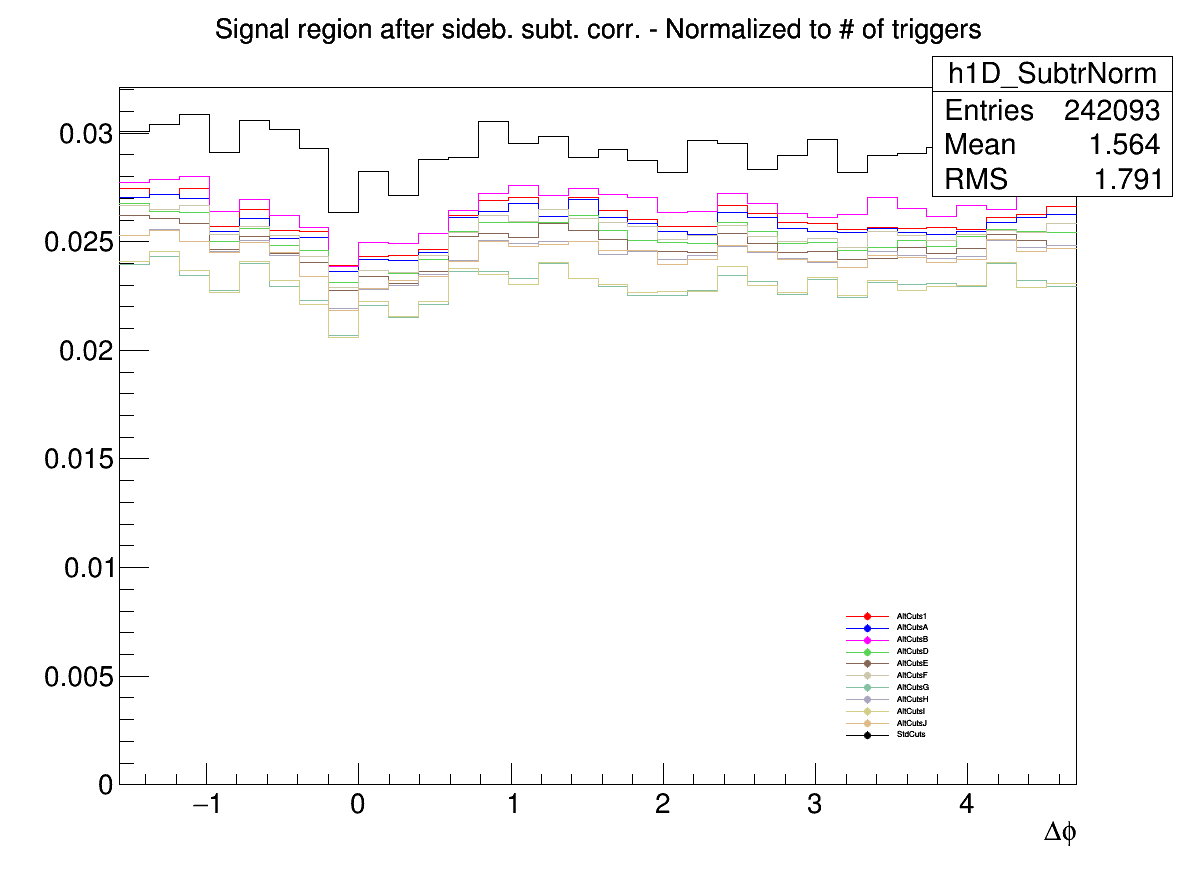 Signal region after sideb. subt. corr. - Normalized to # of triggers
h1D_SubtrNorm
Entries 242093
Mean 1.564
RMS 1.791
0.03
0.025
0.02
0.015
0.01
0.005
0
−1 0 1 2 3 4
Δϕ
AltCuts1
AltCutsA
AltCutsB
AltCutsD
AltCutsE
AltCutsF
AltCutsG
AltCutsH
AltCutsI
AltCutsJ
StdCuts